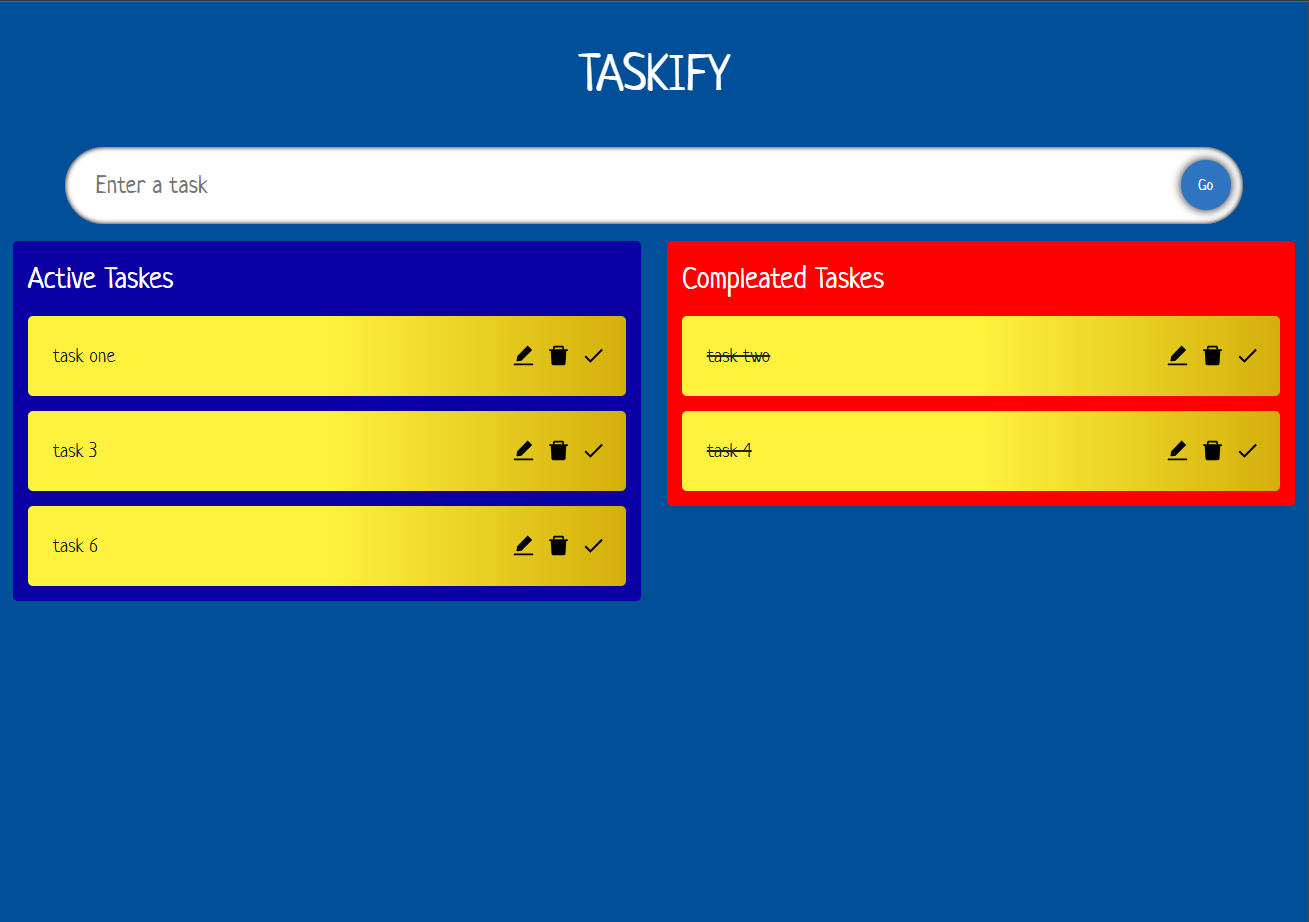 TASKIFY
Enter a task
Go
Active Taskes
task one
task 3
task 6
Compleated Taskes
task two
task 4